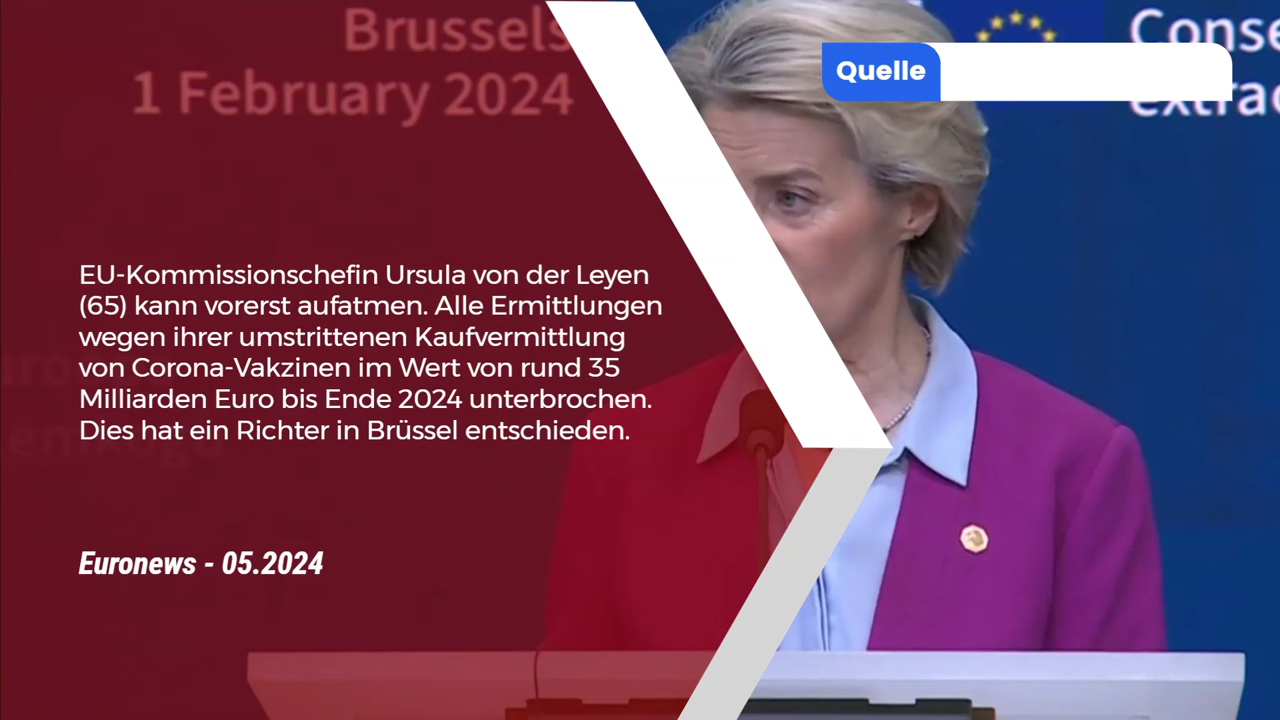 Brussels
1 February 2024
Conse
extrac
Quelle
EU-Kommissionschefin Ursula von der Leyen
(65) kann vorerst aufatmen. Alle Ermittlungen
wegen ihrer umstrittenen Kaufvermittlung
von Corona-Vakzinen im Wert von rund 35
Milliarden Euro bis Ende 2024 unterbrochen.
Dies hat ein Richter in Brüssel entschieden.
Euronews - 05.2024